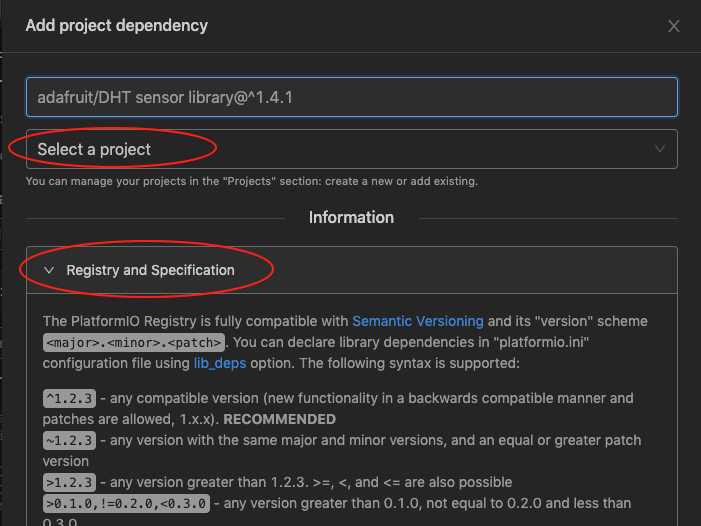 Add project dependency
adafruit/DHT sensor library@^1.4.1
Select a project
You can manage your projects in the "Projects" section: create a new or add existing.
Information
Registry and Specification
The PlatformIO Registry is fully compatible with Semantic Versioning and its "version" scheme
<major>.<minor>.<patch>. You can declare library dependencies in "platformio.ini"
configuration file using lib_deps option. The following syntax is supported:
^1.2.3 - any compatible version (new functionality in a backwards compatible manner and
patches are allowed, 1.x.x). RECOMMENDED
~1.2.3 - any version with the same major and minor versions, and an equal or greater patch
version
>1.2.3 - any version greater than 1.2.3. >=, <, and <= are also possible
>0.1.0,!=0.2.0,<0.3.0 - any version greater than 0.1.0, not equal to 0.2.0 and less than
0.3.0